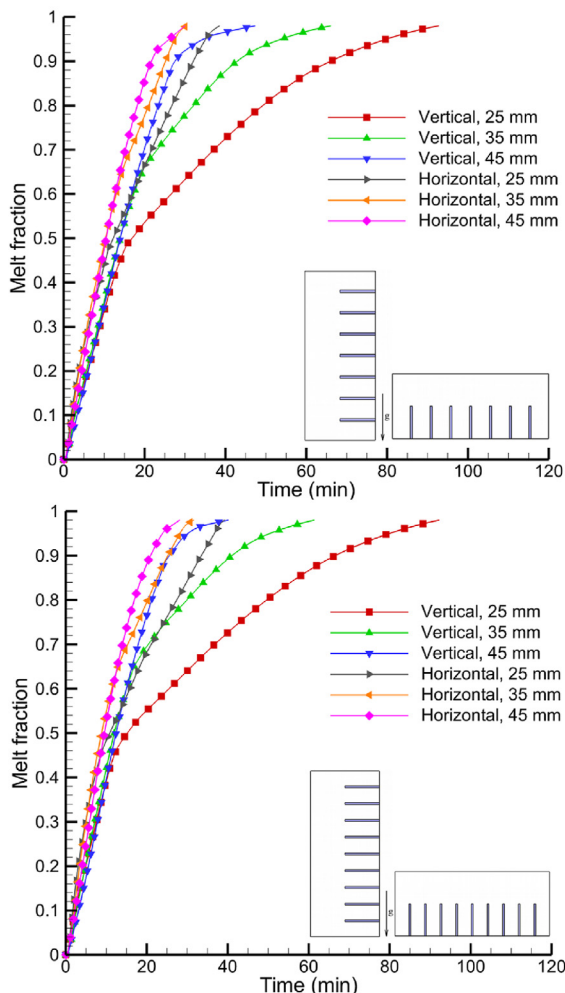 1
0.9
0.8
0.7
0.6
0.5
0.4
0.3
0.2
0.1
0
Melt fraction
Vertical, 25 mm
Vertical, 35 mm
Vertical, 45 mm
Horizontal, 25 mm
Horizontal, 35 mm
Horizontal, 45 mm
0 20 40 60 80 100 120
Time (min)
1
0.9
0.8
0.7
0.6
0.5
0.4
0.3
0.2
0.1
0
Melt fraction
Vertical, 25 mm
Vertical, 35 mm
Vertical, 45 mm
Horizontal, 25 mm
Horizontal, 35 mm
Horizontal, 45 mm
0 20 40 60 80 100 120
Time (min)